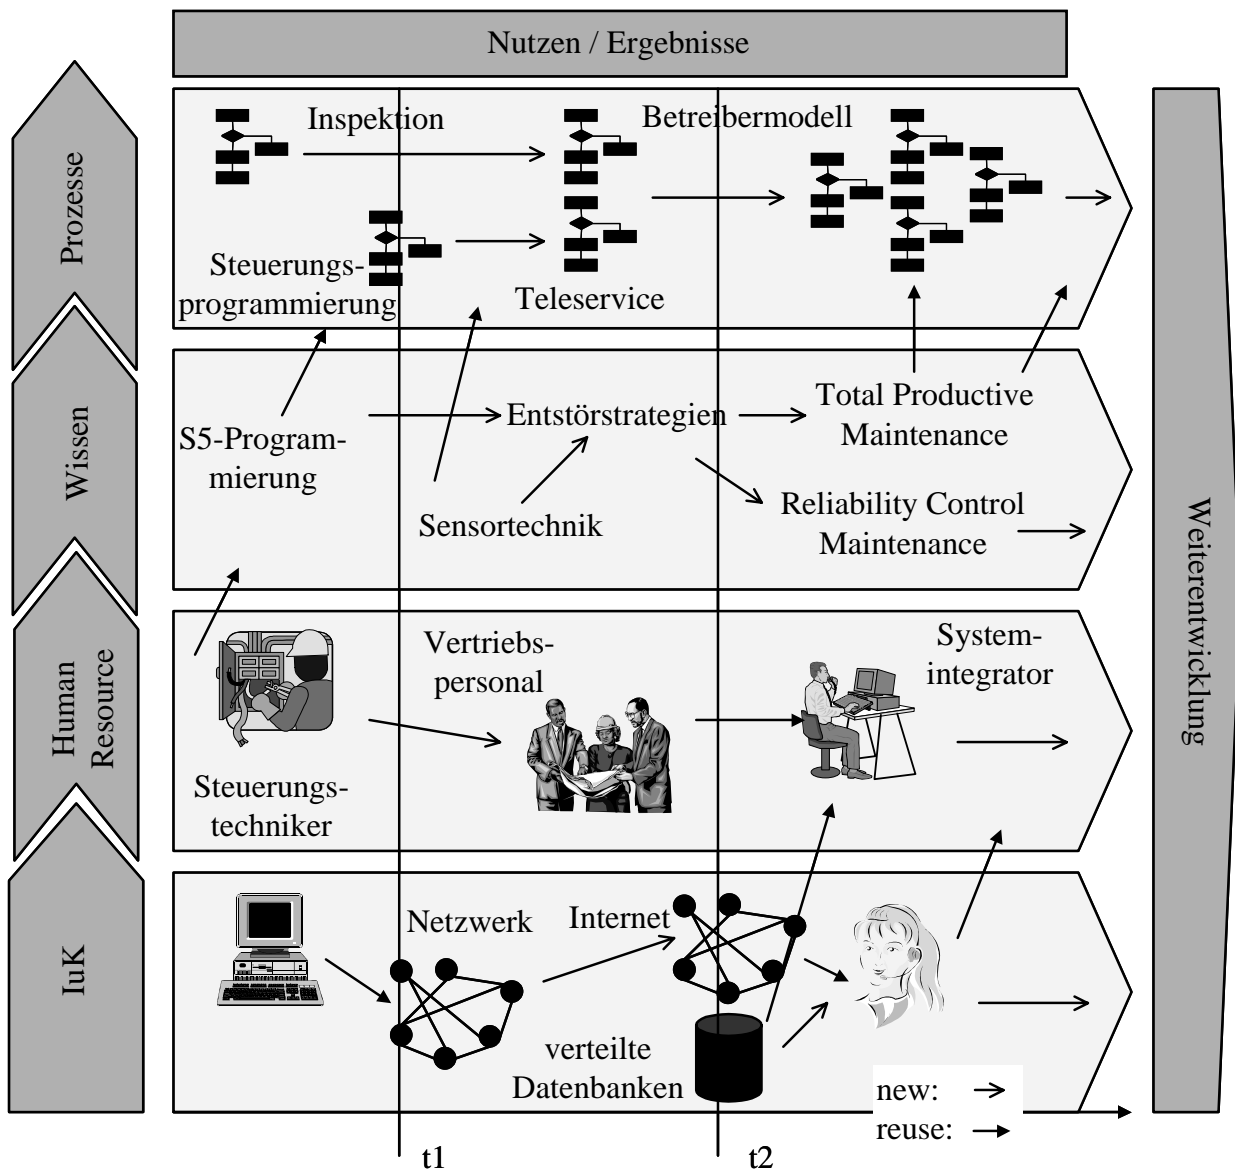 Nutzen / Ergebnisse
Prozesse
Inspektion
Betreibermodell
Steuerungs-
programmierung
Teleservice
Wissen
S5-Program-
mierung
Entstörstrategien
Total Productive
Maintenance
Sensortechnik
Reliability Control
Maintenance
Weiterentwicklung
Human
Resource
Vertriebs-
personal
System-
integrator
Steuerungs-
techniker
IuK
Netzwerk
Internet
verteilte
Datenbanken
new:
reuse:
t1
t2